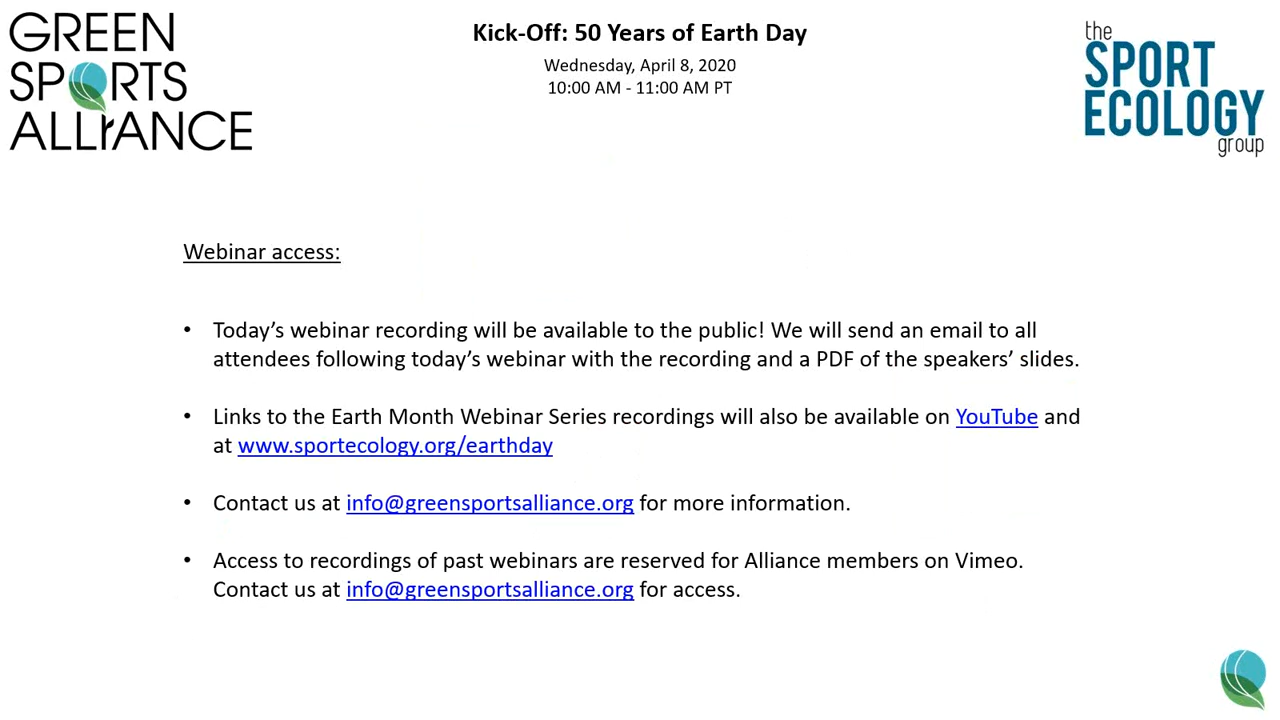 GREEN
SPORTS
ALLIANCE
Kick-Off: 50 Years of Earth Day
Wednesday, April 8, 2020
10:00 AM - 11:00 AM PT
the
SPORT
ECOLOGY
group
Webinar access:
• Today’s webinar recording will be available to the public! We will send an email to all
attendees following today’s webinar with the recording and a PDF of the speakers’ slides.
• Links to the Earth Month Webinar Series recordings will also be available on YouTube and
at www.sportecology.org/earthday
• Contact us at info@greensportsalliance.org for more information.
• Access to recordings of past webinars are reserved for Alliance members on Vimeo.
Contact us at info@greensportsalliance.org for access.